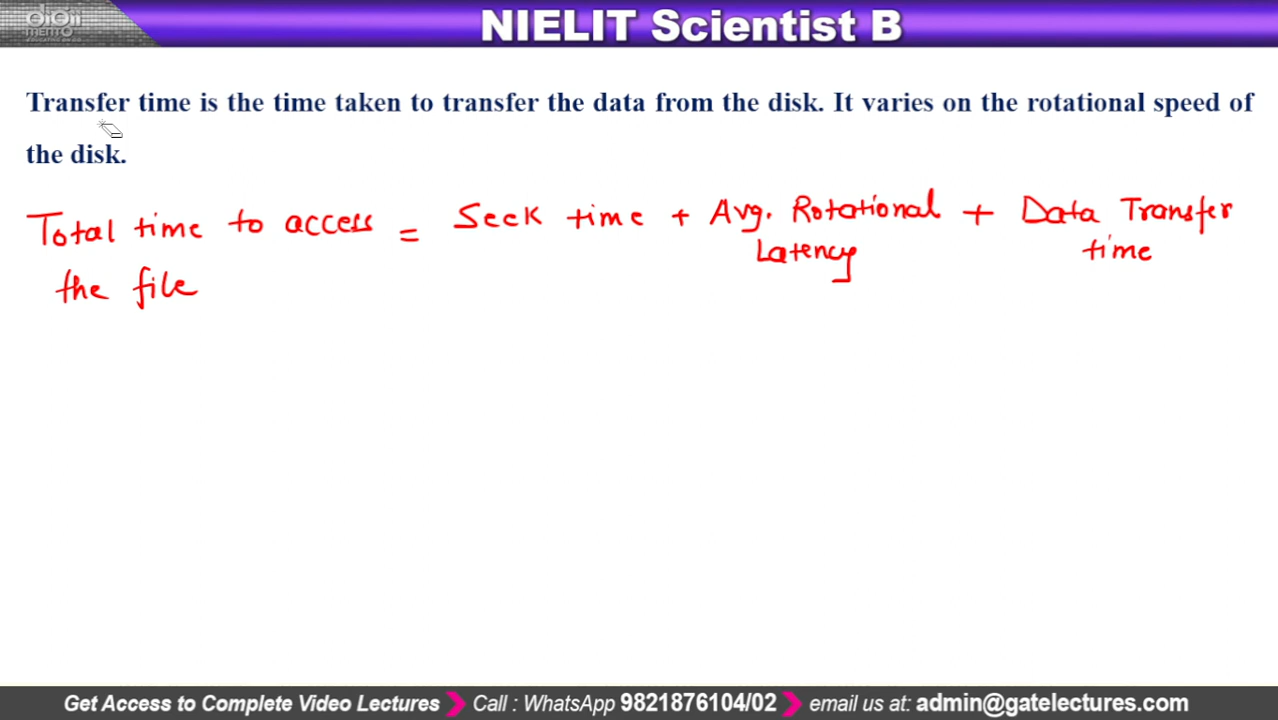 digii
MENTO
NIELIT Scientist B
Transfer time is the time taken to transfer the data from the disk. It varies on the rotational speed of
the disk.
Total time to access = Seek time + Avg. Rotational Latency + Data Transfer time
the file
Get Access to Complete Video Lectures Call : WhatsApp 9821876104/02 email us at: admin@gatelectures.com